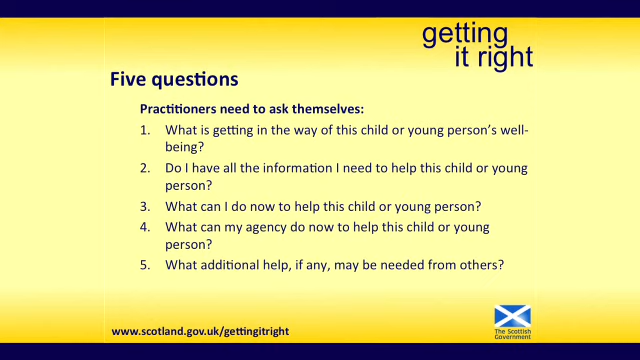 getting
it right
Five questions
Practitioners need to ask themselves:
1. What is getting in the way of this child or young person's well-
being?
2. Do I have all the information I need to help this child or young
person?
3. What can I do now to help this child or young person?
4. What can my agency do now to help this child or young
person?
5. What additional help, if any, may be needed from others?
www.scotland.gov.uk/gettingitright
The Scottish
Government